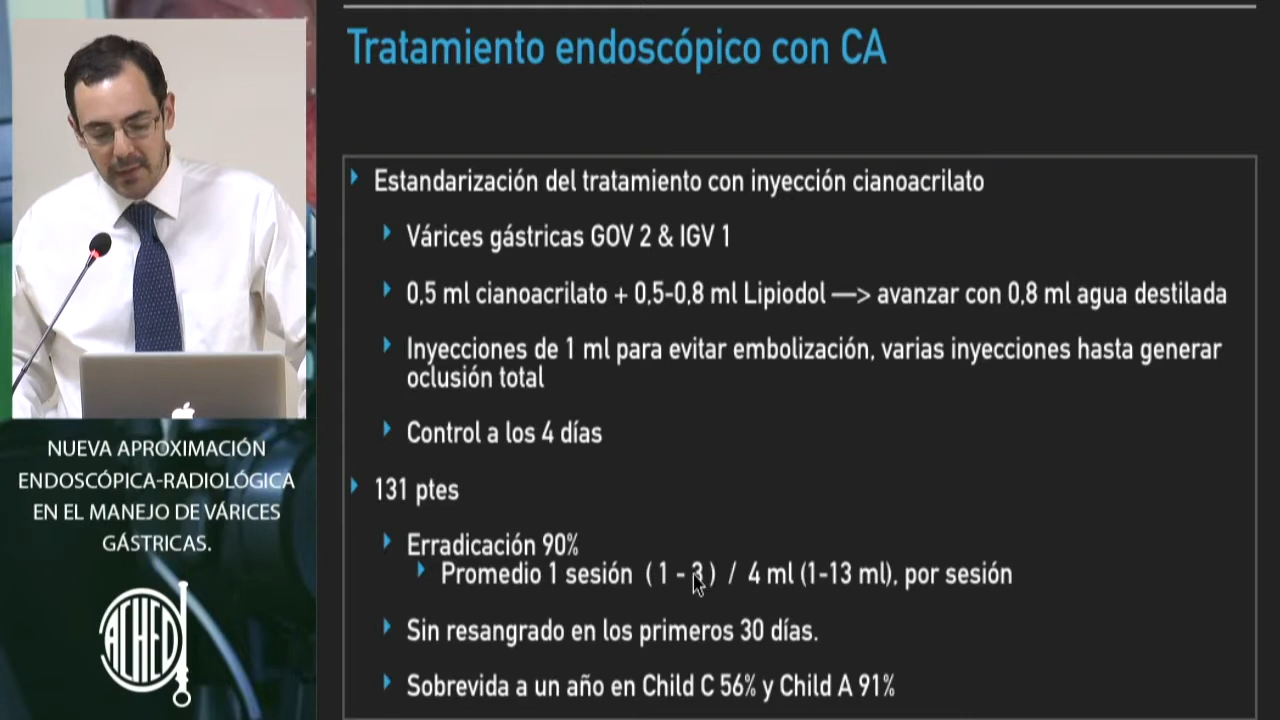 Tratamiento endoscópico con CA
Estandarización del tratamiento con inyección cianoacrilato
Várices gástricas GOV 2 & IGV 1
0,5 ml cianoacrilato + 0,5-0,8 ml Lipiodol —> avanzar con 0,8 ml agua destilada
Inyecciones de 1 ml para evitar embolización, varias inyecciones hasta generar
oclusión total
Control a los 4 días
131 ptes
Erradicación 90%
Promedio 1 sesión ( 1 - 3 ) / 4 ml (1-13 ml), por sesión
Sin resangrado en los primeros 30 días.
Sobrevida a un año en Child C 56% y Child A 91%
NUEVA APROXIMACIÓN
ENDOSCÓPICA-RADIOLÓGICA
EN EL MANEJO DE VÁRICES
GÁSTRICAS.
ACHED